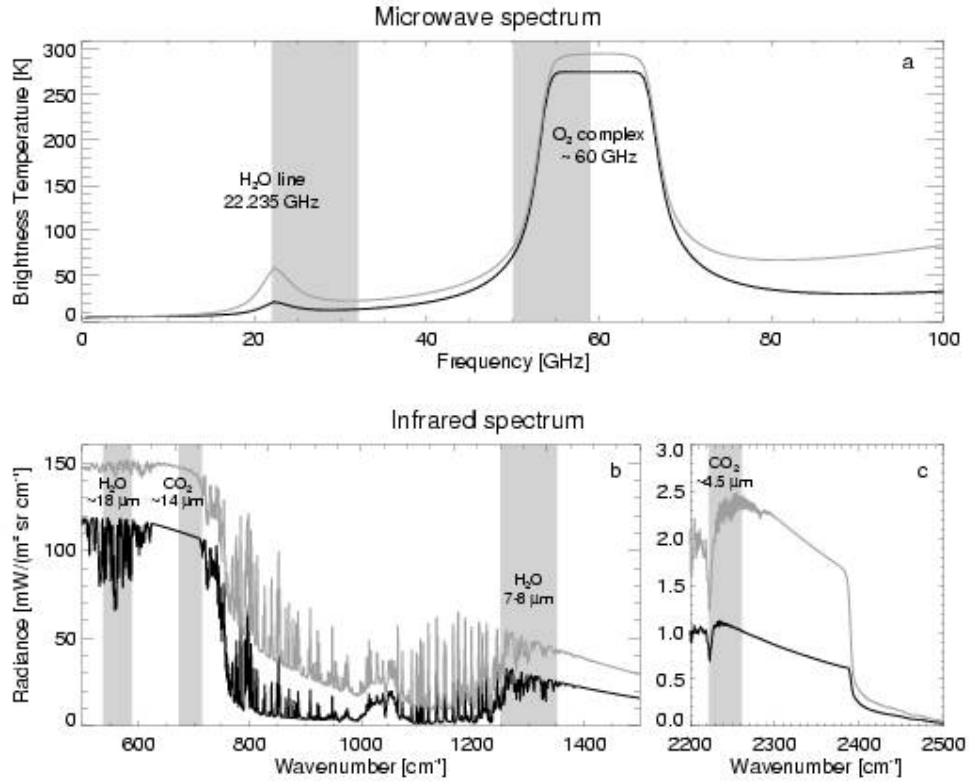 Microwave spectrum
300
250
200
150
100
50
0
Brightness Temperature [K]
a
O₂ complex
~ 60 GHz
H₂O line
22.235 GHz
0 20 40 60 80 100
Frequency [GHz]
Infrared spectrum
150
100
50
0
Radiance [mW/(m² sr cm⁻¹)]
b
H₂O
~18 µm
CO₂
~14 µm
H₂O
7-8 µm
600 800 1000 1200 1400
Wavenumber [cm⁻¹]
3.0
2.5
2.0
1.5
1.0
0.5
0.0
c
CO₂
~4.5 µm
2200 2300 2400 2500
Wavenumber [cm⁻¹]